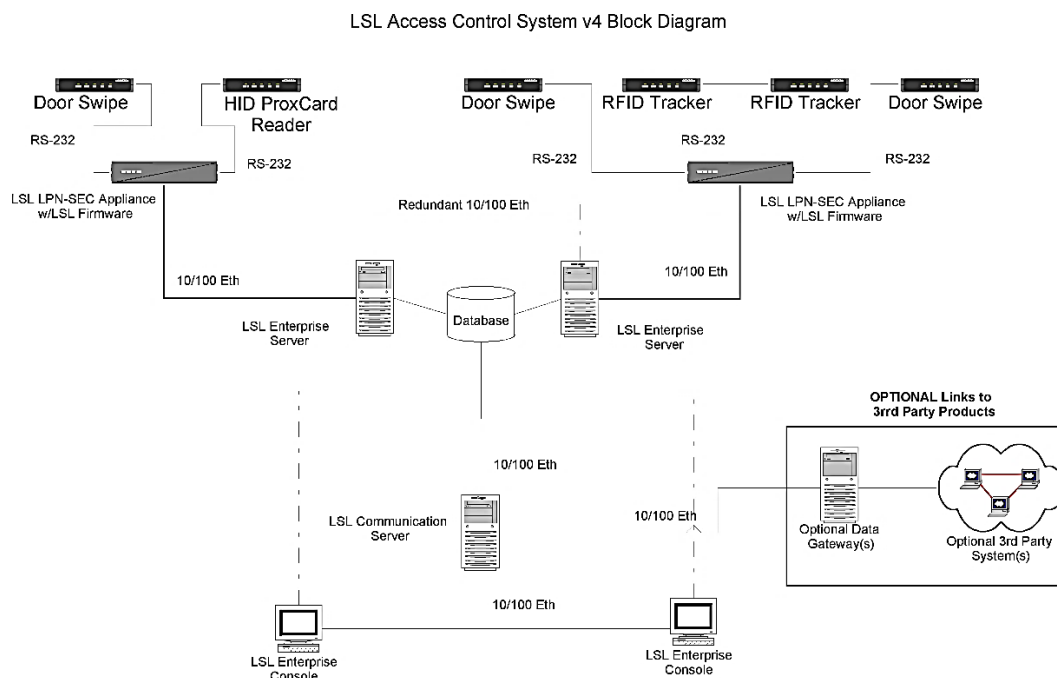 LSL Access Control System v4 Block Diagram
Door Swipe
HID ProxCard
Reader
Door Swipe
RFID Tracker
RFID Tracker
Door Swipe
RS-232
RS-232
RS-232
RS-232
RS-232
LSL LPN-SEC Appliance
w/LSL Firmware
Redundant 10/100 Eth
LSL LPN-SEC Appliance
w/LSL Firmware
10/100 Eth
10/100 Eth
Database
LSL Enterprise
Server
LSL Enterprise
Server
OPTIONAL Links to
3rrd Party Products
10/100 Eth
LSL Communication
Server
10/100 Eth
Optional Data
Gateway(s)
Optional 3rd Party
System(s)
10/100 Eth
LSL Enterprise
Console
LSL Enterprise
Console